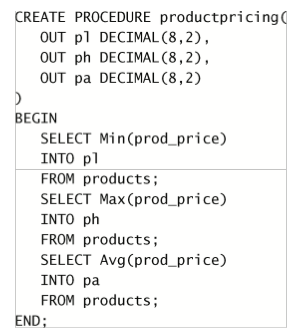 CREATE PROCEDURE productpricing(
   OUT pl DECIMAL(8,2),
   OUT ph DECIMAL(8,2),
   OUT pa DECIMAL(8,2)
)
BEGIN
   SELECT Min(prod_price)
   INTO pl
   FROM products;
   SELECT Max(prod_price)
   INTO ph
   FROM products;
   SELECT Avg(prod_price)
   INTO pa
   FROM products;
END;